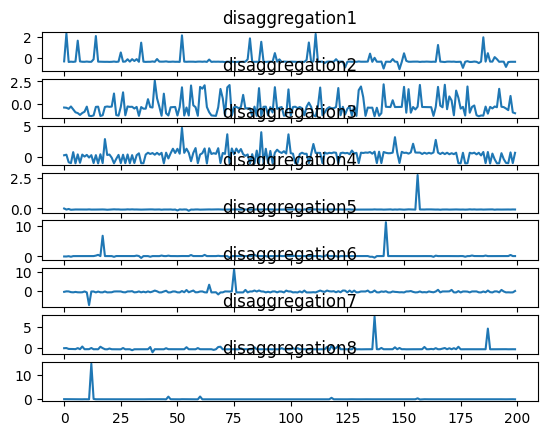 disaggregation1
2
0
disaggregation2
2.5
0.0
disaggregation3
5
0
disaggregation4
2.5
0.0
disaggregation5
10
0
disaggregation6
10
0
disaggregation7
5
0
disaggregation8
10
0
0 25 50 75 100 125 150 175 200